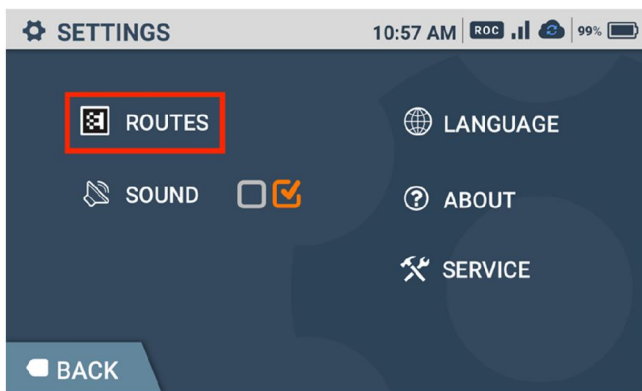 SETTINGS 10:57 AM ROC 99%
ROUTES LANGUAGE
SOUND ABOUT
SERVICE
BACK